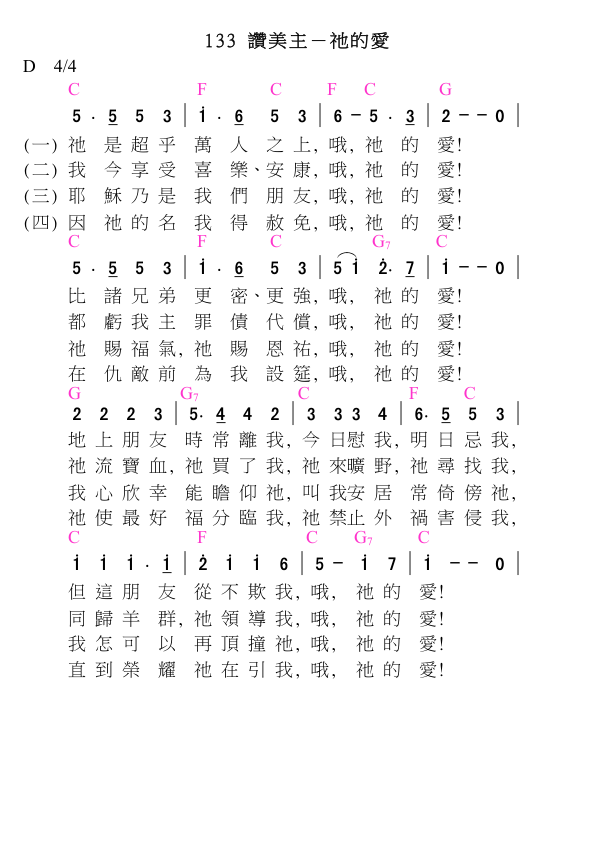 133 讚美主－祂的愛
D 4/4
C F C F C G
5 · 5 5 3 | i · 6 5 3 | 6 － 5 · 3 | 2 －－ 0 |
(一) 祂 是 超 乎 萬 人 之 上, 哦, 祂 的 愛!
(二) 我 今 享 受 喜 樂、安 康, 哦, 祂 的 愛!
(三) 耶 穌 乃 是 我 們 朋 友, 哦, 祂 的 愛!
(四) 因 祂 的 名 我 得 赦 免, 哦, 祂 的 愛!
C F C G7 C
5 · 5 5 3 | i · 6 5 3 | 5 i 2̇ · 7 | i －－ 0 |
比 諸 兄 弟 更 密、更 強, 哦, 祂 的 愛!
都 虧 我 主 罪 債 代 償, 哦, 祂 的 愛!
祂 賜 福 氣, 祂 賜 恩 祐, 哦, 祂 的 愛!
在 仇 敵 前 為 我 設 筵, 哦, 祂 的 愛!
G G7 C F C
2 2 2 3 | 5· 4 4 2 | 3 3 3 4 | 6· 5 5 3 |
地 上 朋 友 時 常 離 我, 今 日 慰 我, 明 日 忌 我,
祂 流 寶 血, 祂 買 了 我, 祂 來 曠 野, 祂 尋 找 我,
我 心 欣 幸 能 瞻 仰 祂, 叫 我 安 居 常 倚 傍 祂,
祂 使 最 好 福 分 臨 我, 祂 禁 止 外 禍 害 侵 我,
C F C G7 C
i i i · i | 2̇ i i 6 | 5 － i 7 | i －－ 0 |
但 這 朋 友 從 不 欺 我, 哦, 祂 的 愛!
同 歸 羊 群, 祂 領 導 我, 哦, 祂 的 愛!
我 怎 可 以 再 頂 撞 祂, 哦, 祂 的 愛!
直 到 榮 耀 祂 在 引 我, 哦, 祂 的 愛!